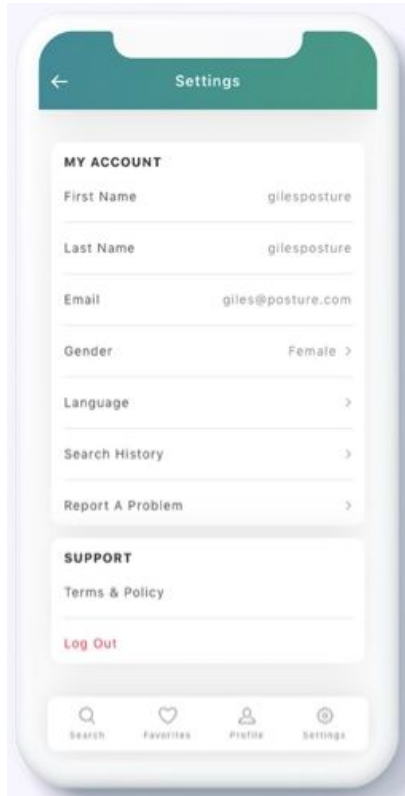 Settings
MY ACCOUNT
First Name gilesposture
Last Name gilesposture
Email giles@posture.com
Gender Female >
Language >
Search History >
Report A Problem >
SUPPORT
Terms & Policy
Log Out
Search Favorites Profile Settings